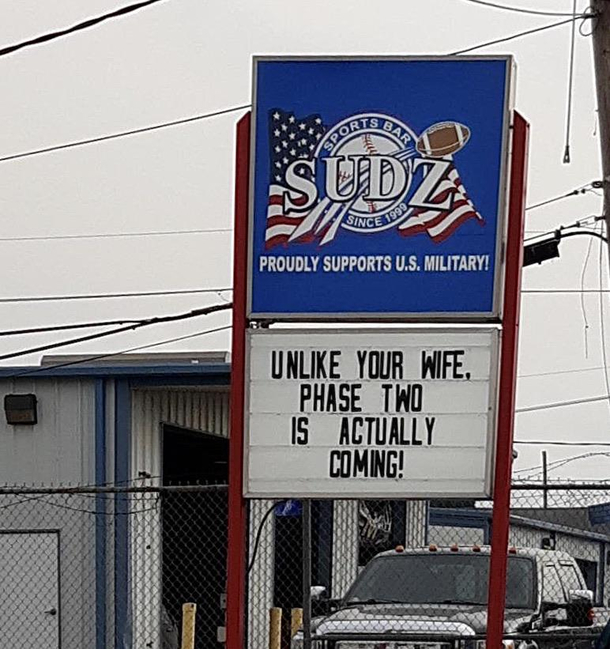 SPORTS BAR
SUDZ
SINCE 1999
PROUDLY SUPPORTS U.S. MILITARY!
UNLIKE YOUR WIFE,
PHASE TWO
IS ACTUALLY
COMING!